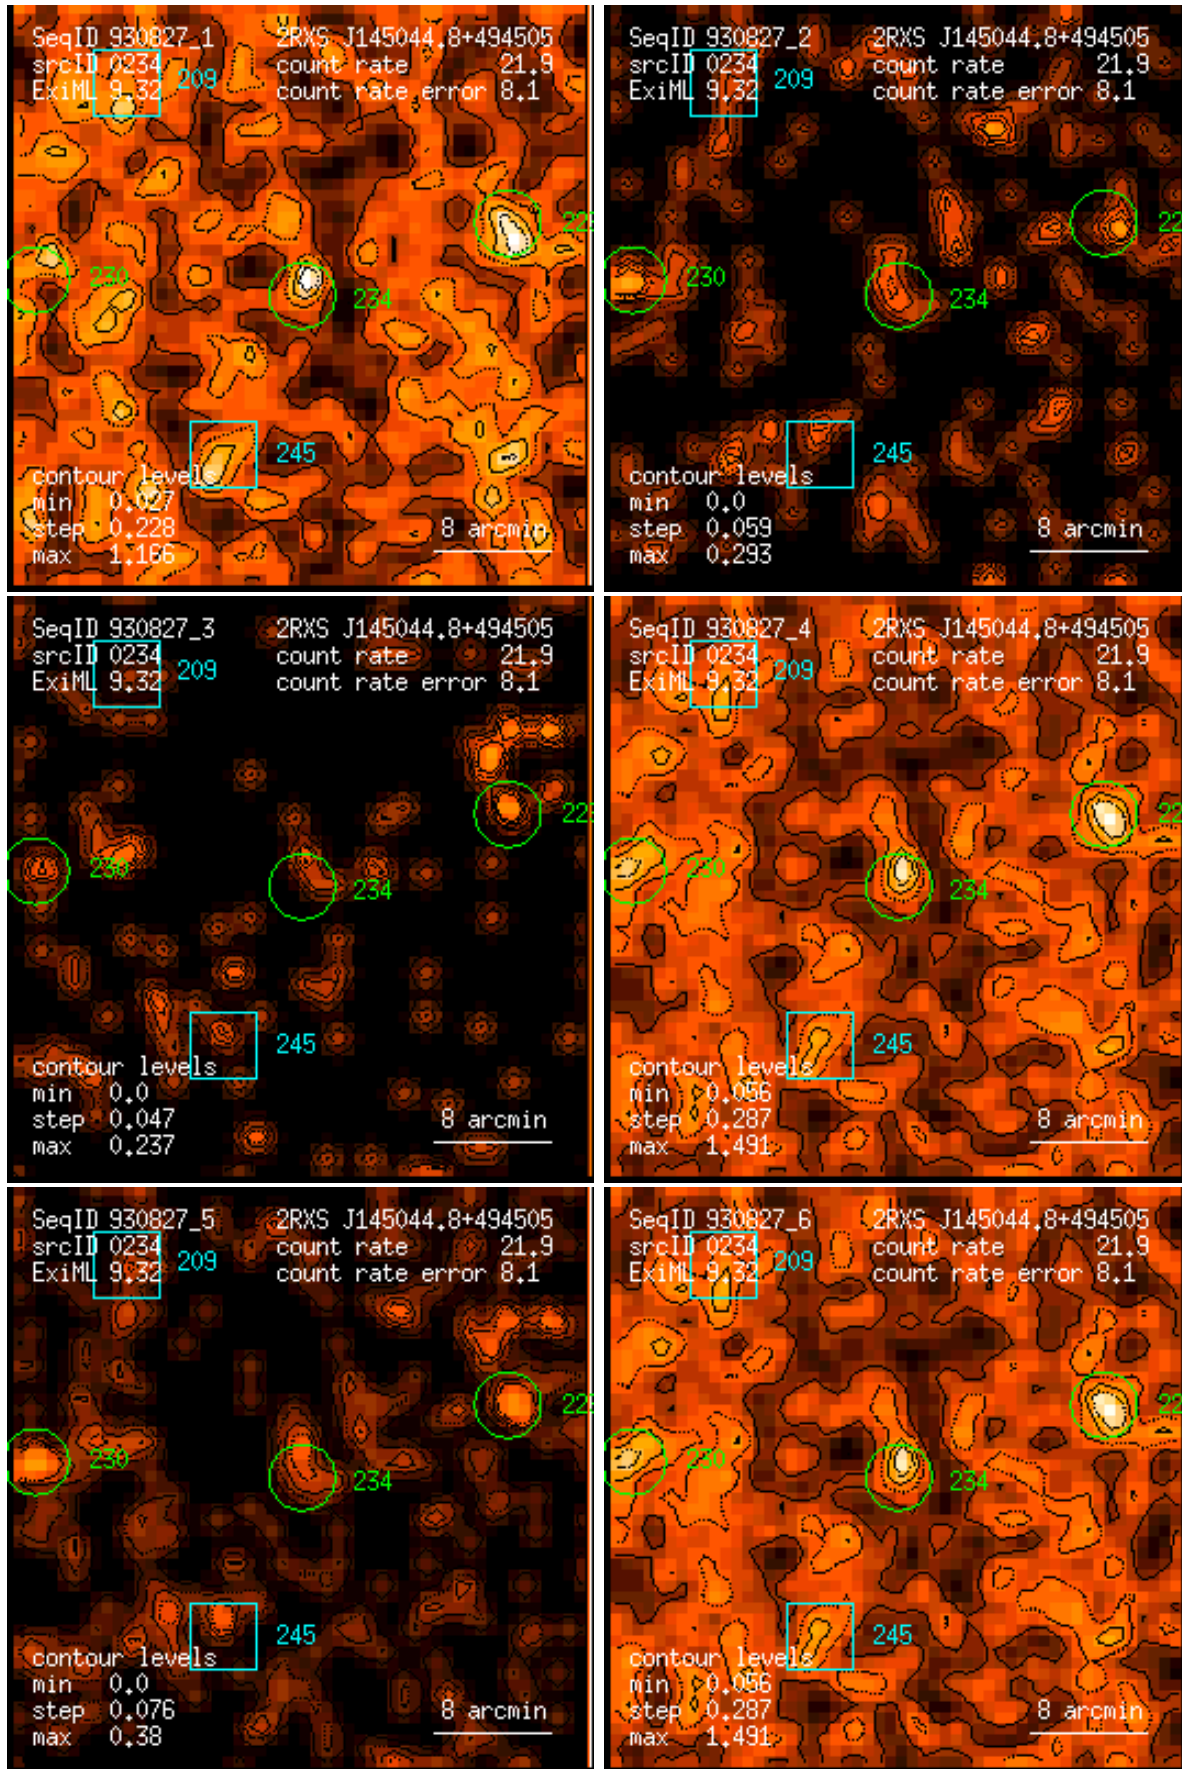 SeqID 930827_1 2RXS J145044.8+494505
srcID 0234 209 count rate 21.9
ExiML 9.32 count rate error 8.1
230
234
245
contour levels
min 0.027
step 0.228 8 arcmin
max 1.166
SeqID 930827_2 2RXS J145044.8+494505
srcID 0234 209 count rate 21.9
ExiML 9.32 count rate error 8.1
230
234
245
contour levels
min 0.0
step 0.059 8 arcmin
max 0.293
SeqID 930827_3 2RXS J145044.8+494505
srcID 0234 209 count rate 21.9
ExiML 9.32 count rate error 8.1
230
234
245
contour levels
min 0.0
step 0.047 8 arcmin
max 0.237
SeqID 930827_4 2RXS J145044.8+494505
srcID 0234 209 count rate 21.9
ExiML 9.32 count rate error 8.1
230
234
245
contour levels
min 0.056
step 0.287 8 arcmin
max 1.491
SeqID 930827_5 2RXS J145044.8+494505
srcID 0234 209 count rate 21.9
ExiML 9.32 count rate error 8.1
230
234
245
contour levels
min 0.0
step 0.076 8 arcmin
max 0.38
SeqID 930827_6 2RXS J145044.8+494505
srcID 0234 209 count rate 21.9
ExiML 9.32 count rate error 8.1
230
234
245
contour levels
min 0.056
step 0.287 8 arcmin
max 1.491